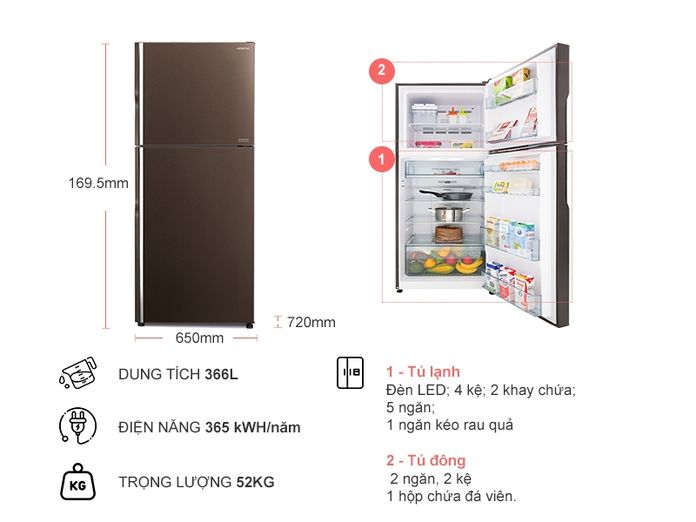 2
1
169.5mm
720mm
650mm
DUNG TÍCH 366L
ĐIỆN NĂNG 365 kWH/năm
KG
TRỌNG LƯỢNG 52KG
1 - Tủ lạnh
Đèn LED; 4 kệ; 2 khay chứa;
5 ngăn;
1 ngăn kéo rau quả
2 - Tủ đông
2 ngăn, 2 kệ
1 hộp chứa đá viên.